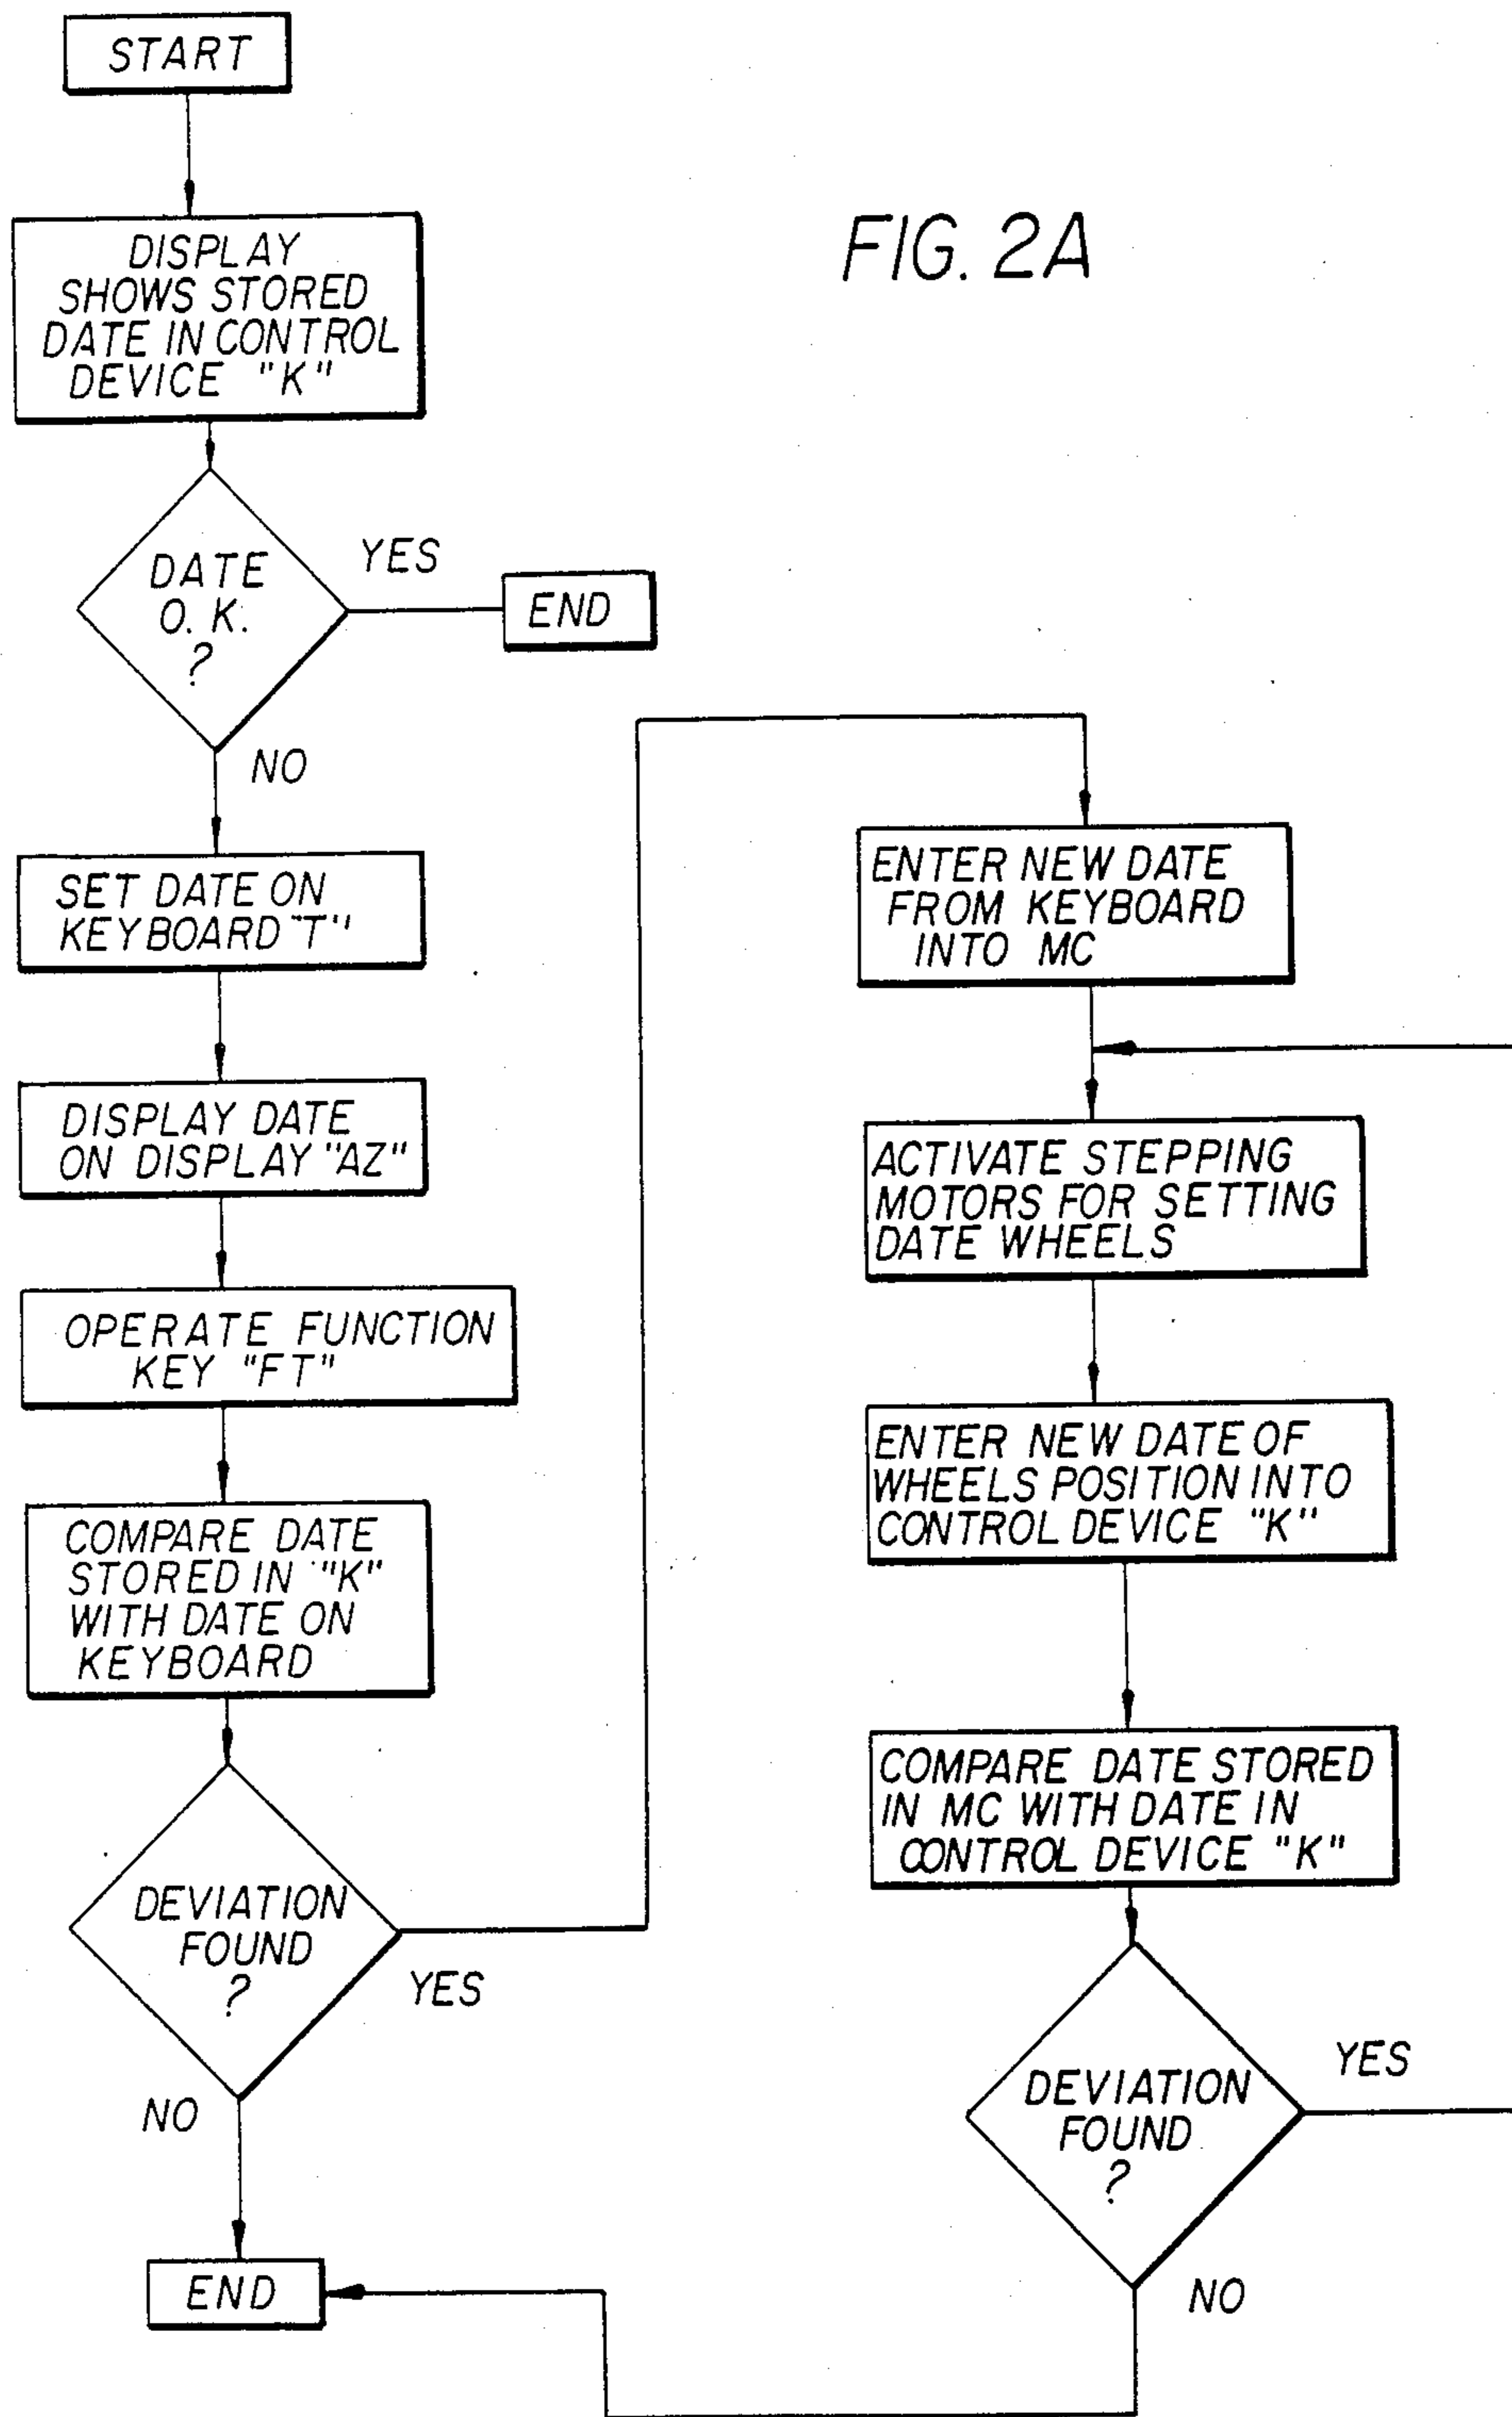 START
FIG. 2A
DISPLAY
SHOWS STORED
DATE IN CONTROL
DEVICE "K"
DATE
O. K.
?
YES
END
NO
SET DATE ON
KEYBOARD "T"
DISPLAY DATE
ON DISPLAY "AZ"
OPERATE FUNCTION
KEY "FT"
COMPARE DATE
STORED IN "K"
WITH DATE ON
KEYBOARD
DEVIATION
FOUND
?
YES
NO
END
ENTER NEW DATE
FROM KEYBOARD
INTO MC
ACTIVATE STEPPING
MOTORS FOR SETTING
DATE WHEELS
ENTER NEW DATE OF
WHEELS POSITION INTO
CONTROL DEVICE "K"
COMPARE DATE STORED
IN MC WITH DATE IN
CONTROL DEVICE "K"
DEVIATION
FOUND
?
YES
NO